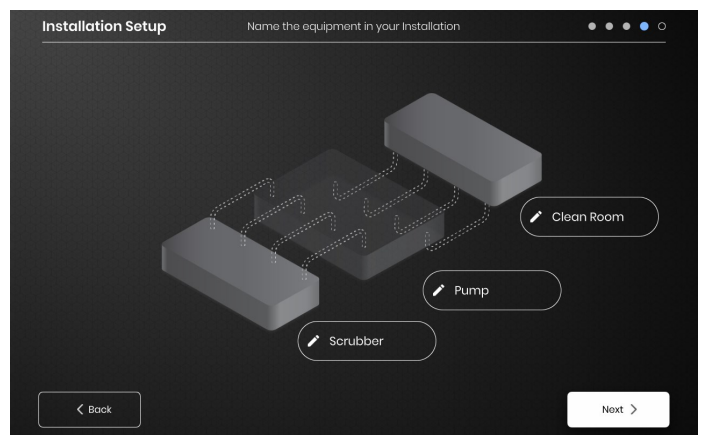 Installation Setup
Name the equipment in your Installation
Clean Room
Pump
Scrubber
Back
Next